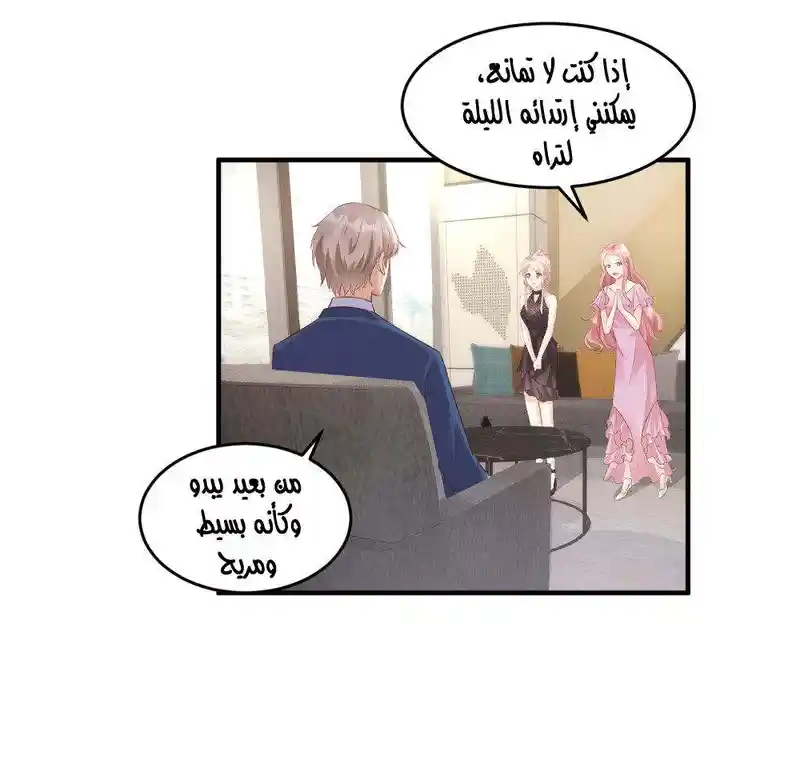 إذا كنت لا تمانع،
يمكنني إرتدائه الليلة
لتراه
من بعيد يبدو
وكأنه بسيط
ومريح